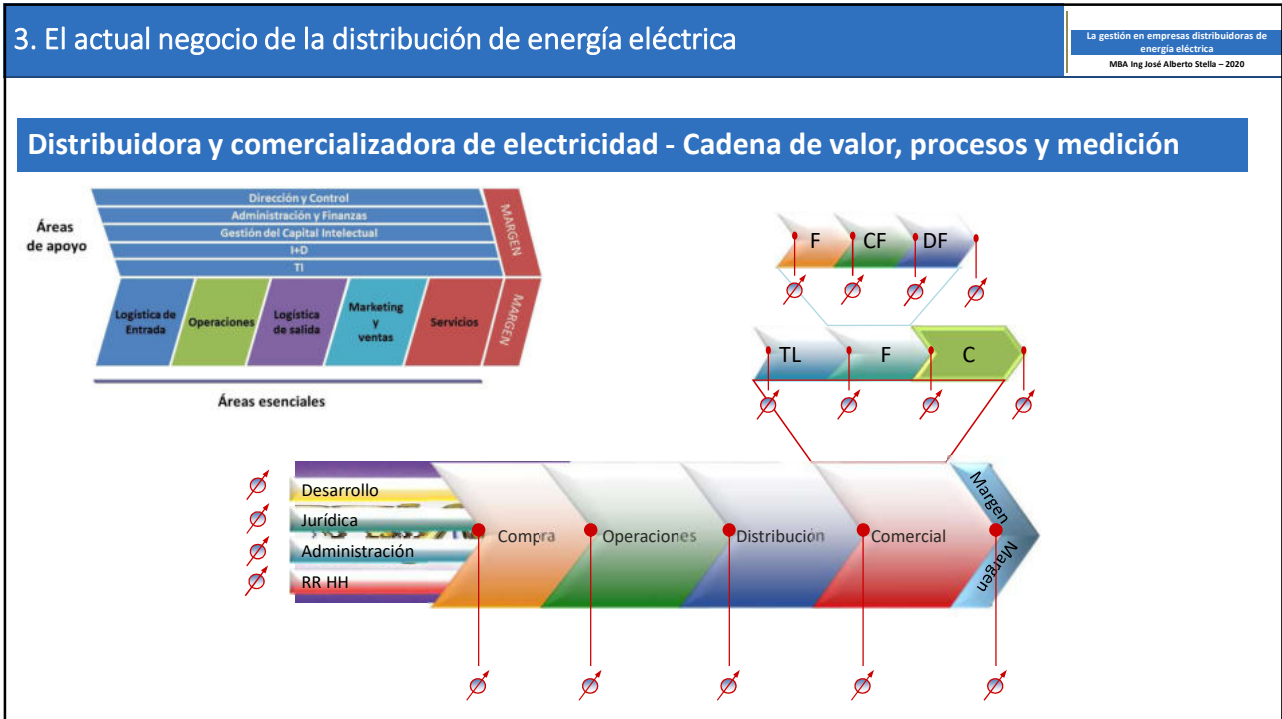 3. El actual negocio de la distribución de energía eléctrica
La gestión en empresas distribuidoras de
energía eléctrica
MBA Ing José Alberto Stella – 2020
Distribuidora y comercializadora de electricidad - Cadena de valor, procesos y medición
Áreas
de apoyo
Dirección y Control
Administración y Finanzas
Gestión del Capital Intelectual
I+D
TI
MARGEN
Logística de
Entrada
Operaciones
Logística
de salida
Marketing
y
ventas
Servicios
MARGEN
Áreas esenciales
F
CF
DF
TL
F
C
Desarrollo
Jurídica
Administración
RR HH
Compra
Operaciones
Distribución
Comercial
Margen
Margen